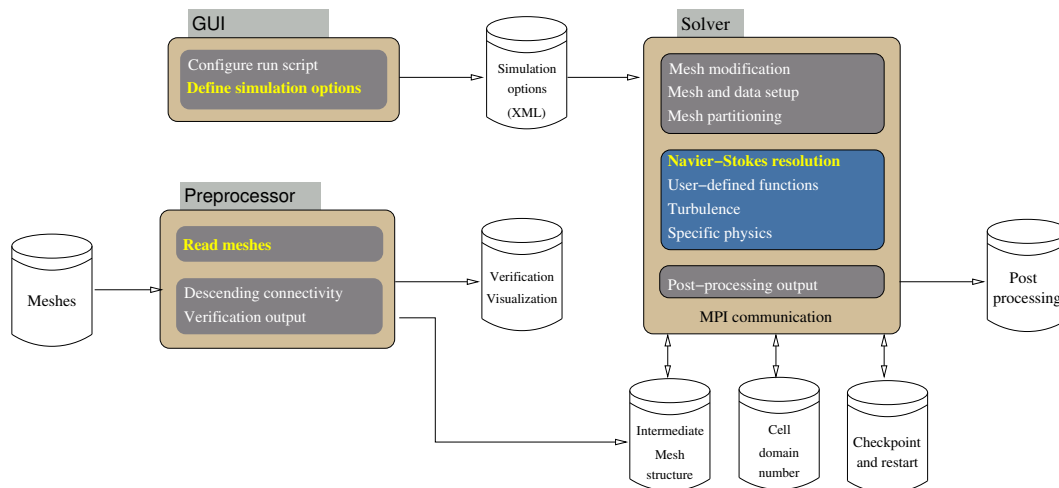 GUI
Configure run script
Define simulation options
Simulation
options
(XML)
Solver
Mesh modification
Mesh and data setup
Mesh partitioning
Navier−Stokes resolution
User−defined functions
Turbulence
Specific physics
Post−processing output
MPI communication
Preprocessor
Read meshes
Descending connectivity
Verification output
Meshes
Verification
Visualization
Post
processing
Intermediate
Mesh
structure
Cell
domain
number
Checkpoint
and restart